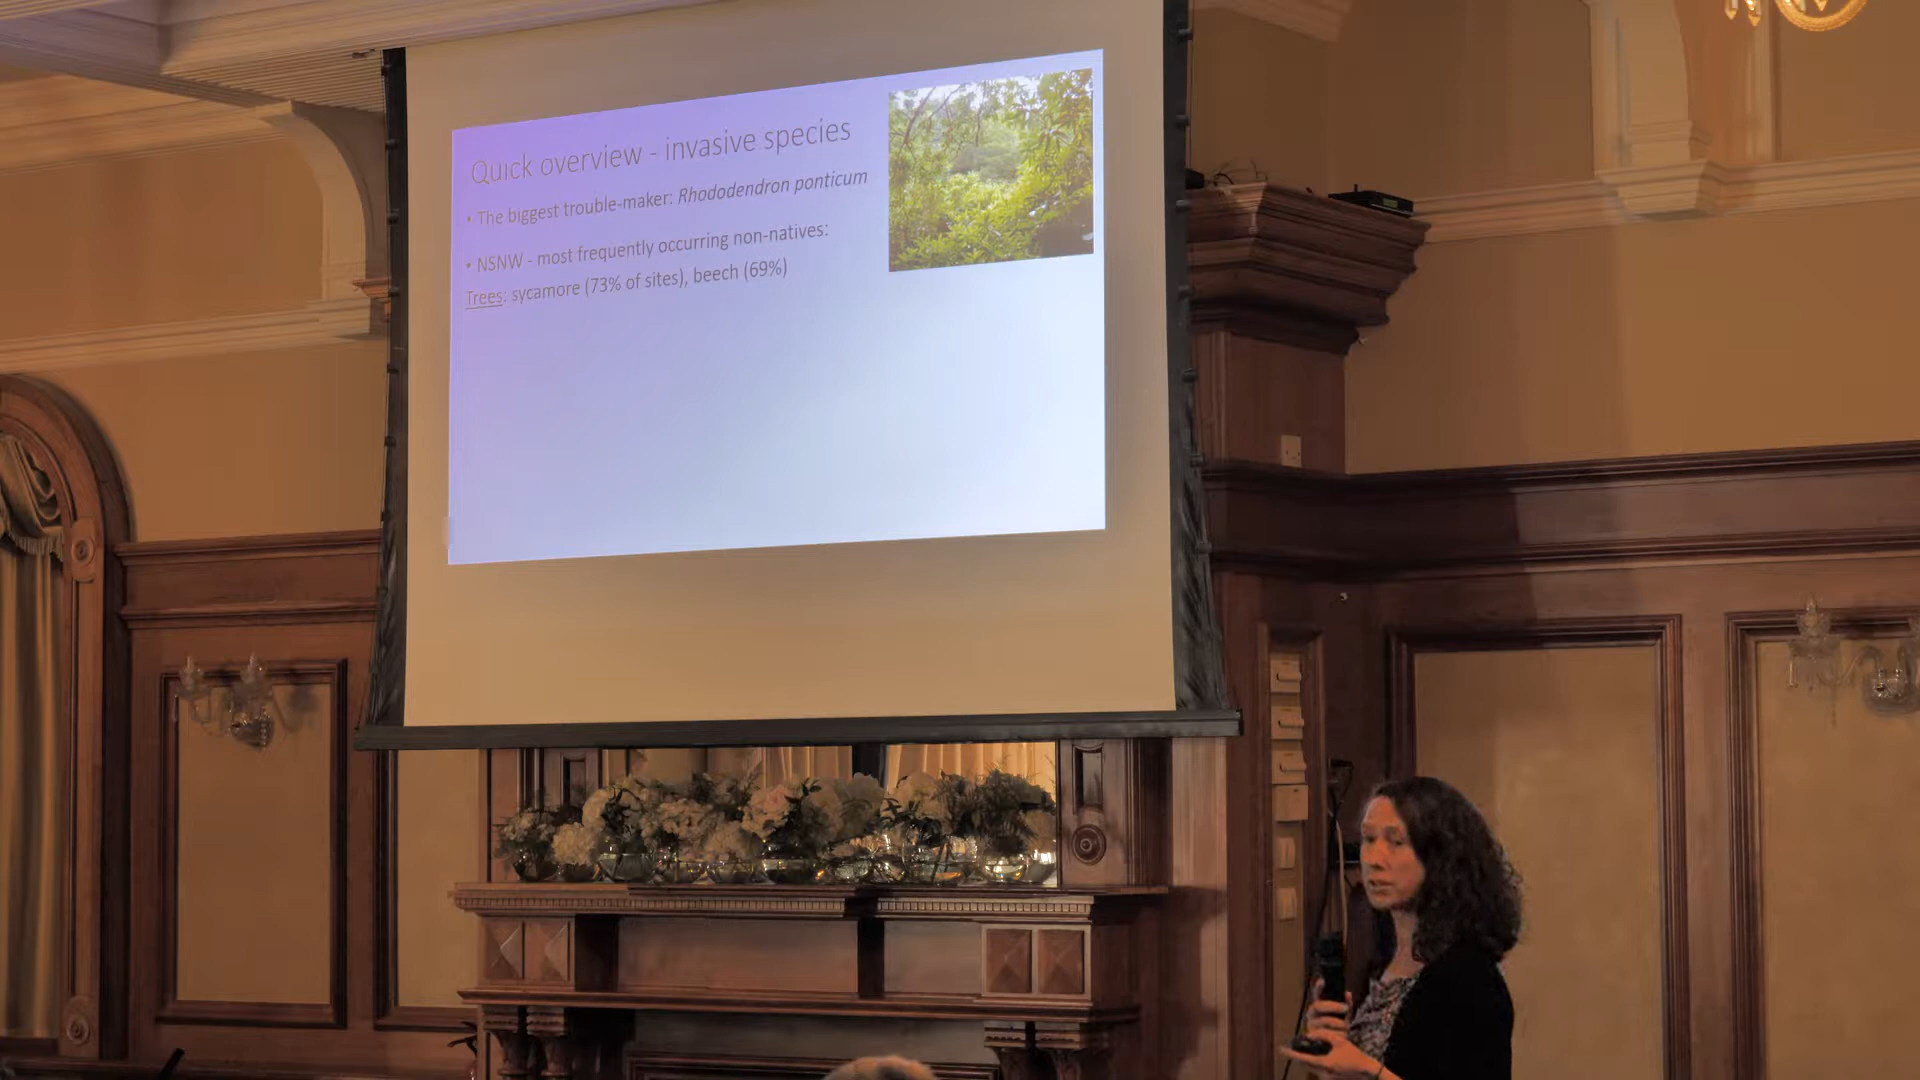 Quick overview - invasive species
• The biggest trouble-maker: Rhododendron ponticum
• NSNW - most frequently occurring non-natives:
Trees: sycamore (73% of sites), beech (69%)